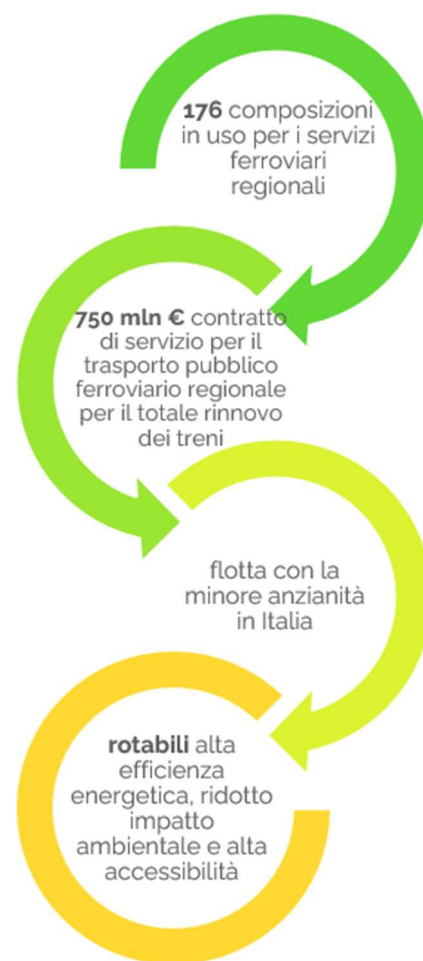 176 composizioni
in uso per i servizi
ferroviari
regionali
750 mln € contratto
di servizio per il
trasporto pubblico
ferroviario regionale
per il totale rinnovo
dei treni
flotta con la
minore anzianità
in Italia
rotabili alta
efficienza
energetica, ridotto
impatto
ambientale e alta
accessibilità